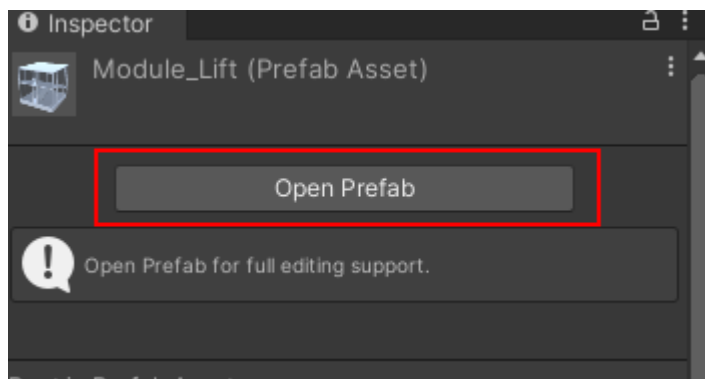 Inspector
Module_Lift (Prefab Asset)
Open Prefab
Open Prefab for full editing support.